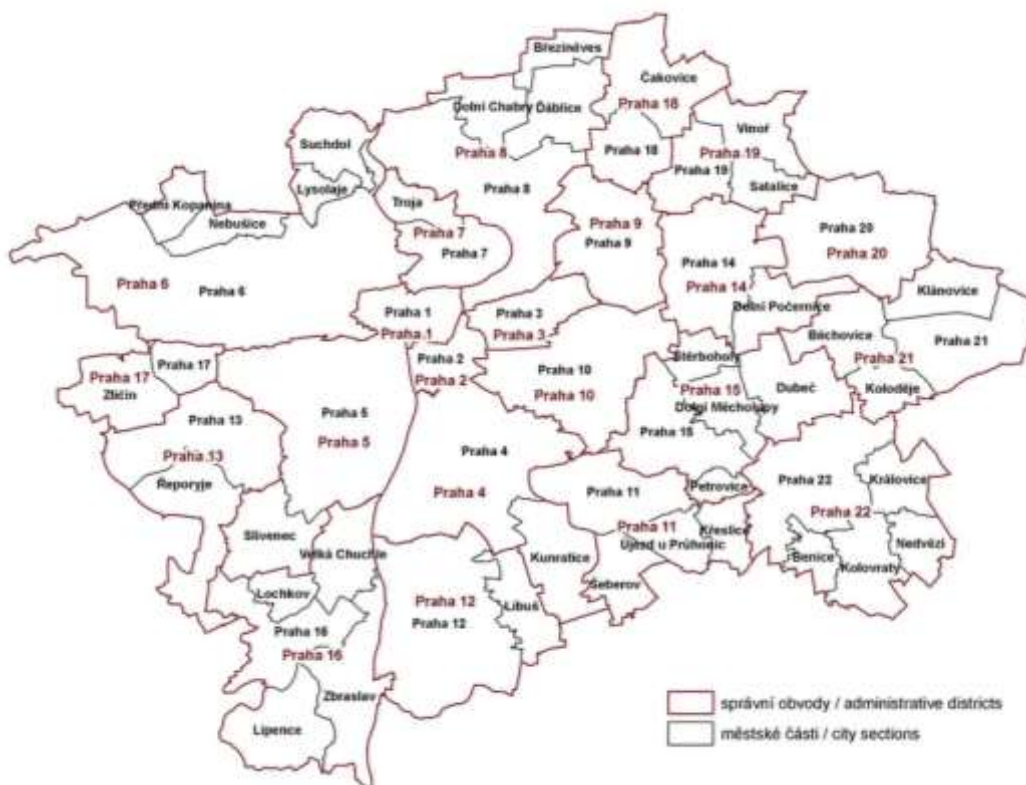 Březiněves
Čakovice
Dolní Chabry
Ďáblice
Praha 18
Vinoř
Suchdol
Praha 8
Praha 18
Praha 19
Praha 19
Lysolaje
Praha 8
Satalice
Troja
Přední Kopanina
Nebušice
Praha 7
Praha 7
Praha 9
Praha 9
Praha 20
Praha 20
Praha 6
Praha 6
Praha 14
Praha 14
Klánovice
Dolní Počernice
Praha 1
Praha 1
Praha 3
Praha 3
Běchovice
Praha 21
Praha 21
Praha 2
Praha 2
Štěrboholy
Praha 17
Praha 17
Zličín
Praha 10
Praha 10
Praha 15
Dubeč
Koloděje
Dolní Měcholupy
Praha 15
Praha 5
Praha 5
Praha 13
Praha 13
Řeporyje
Praha 4
Praha 4
Praha 11
Petrovice
Praha 22
Královice
Praha 22
Praha 11
Křeslice
Újezd u Průhonic
Slivenec
Velká Chuchle
Kunratice
Šeberov
Benice
Nedvězí
Kolovraty
Lochkov
Praha 12
Praha 12
Libuš
Praha 16
Praha 16
Zbraslav
Lipence
správní obvody / administrative districts
městské části / city sections